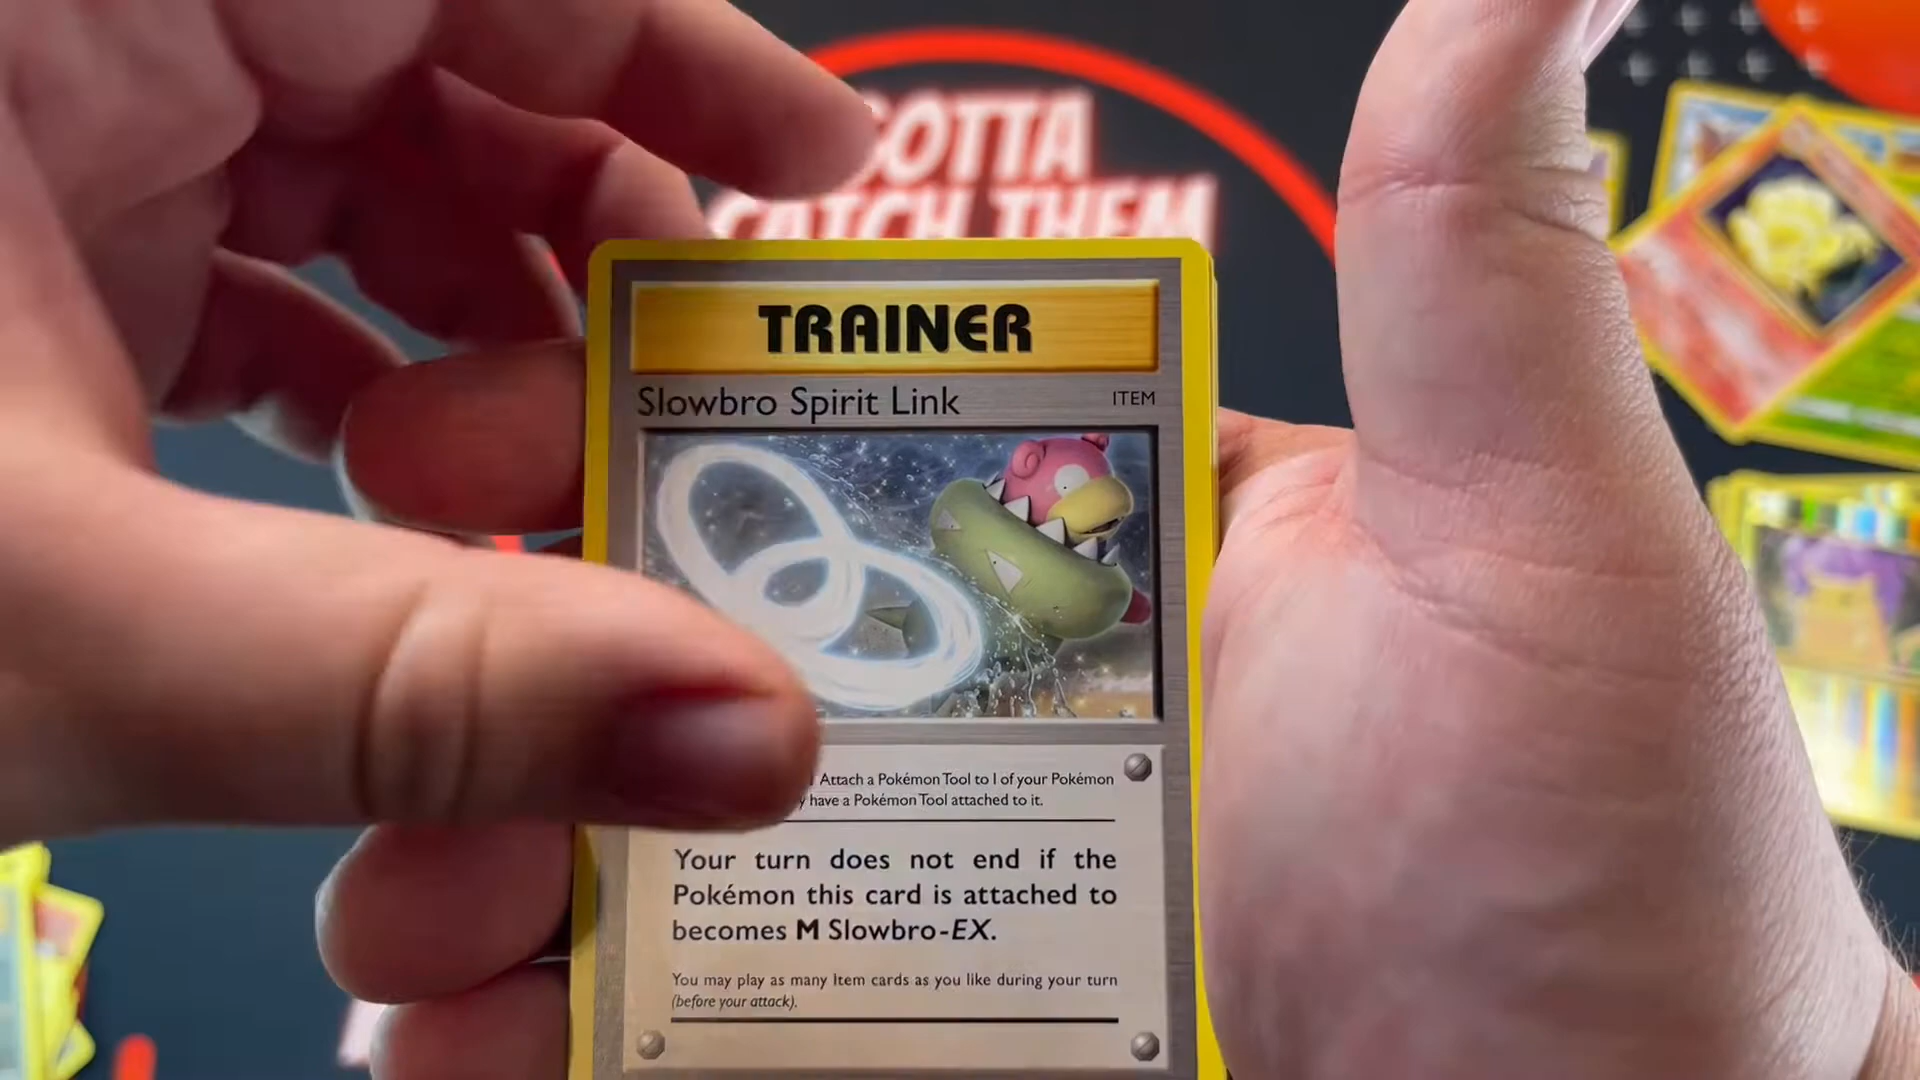 GOTTA
CATCH THEM
TRAINER
Slowbro Spirit Link
ITEM
Attach a Pokémon Tool to 1 of your Pokémon
have a Pokémon Tool attached to it.
Your turn does not end if the
Pokémon this card is attached to
becomes M Slowbro-EX.
You may play as many Item cards as you like during your turn
(before your attack).